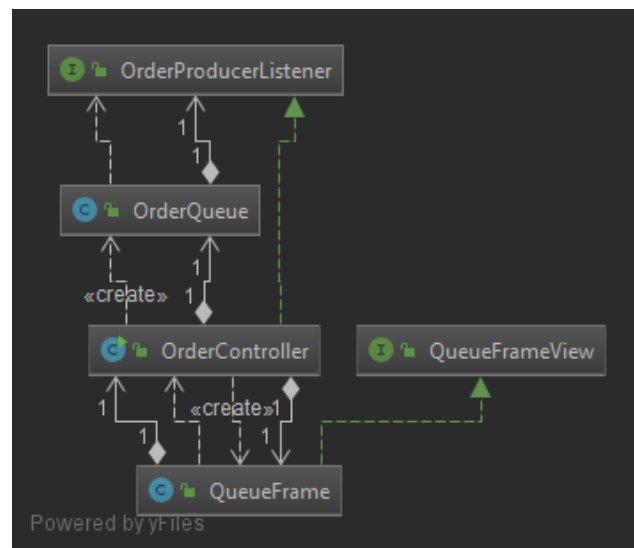 I OrderProducerListener
1
1
C OrderQueue
1
«create» 1
C OrderController
I QueueFrameView
1 «create» 1
1 1
C QueueFrame
Powered by yFiles